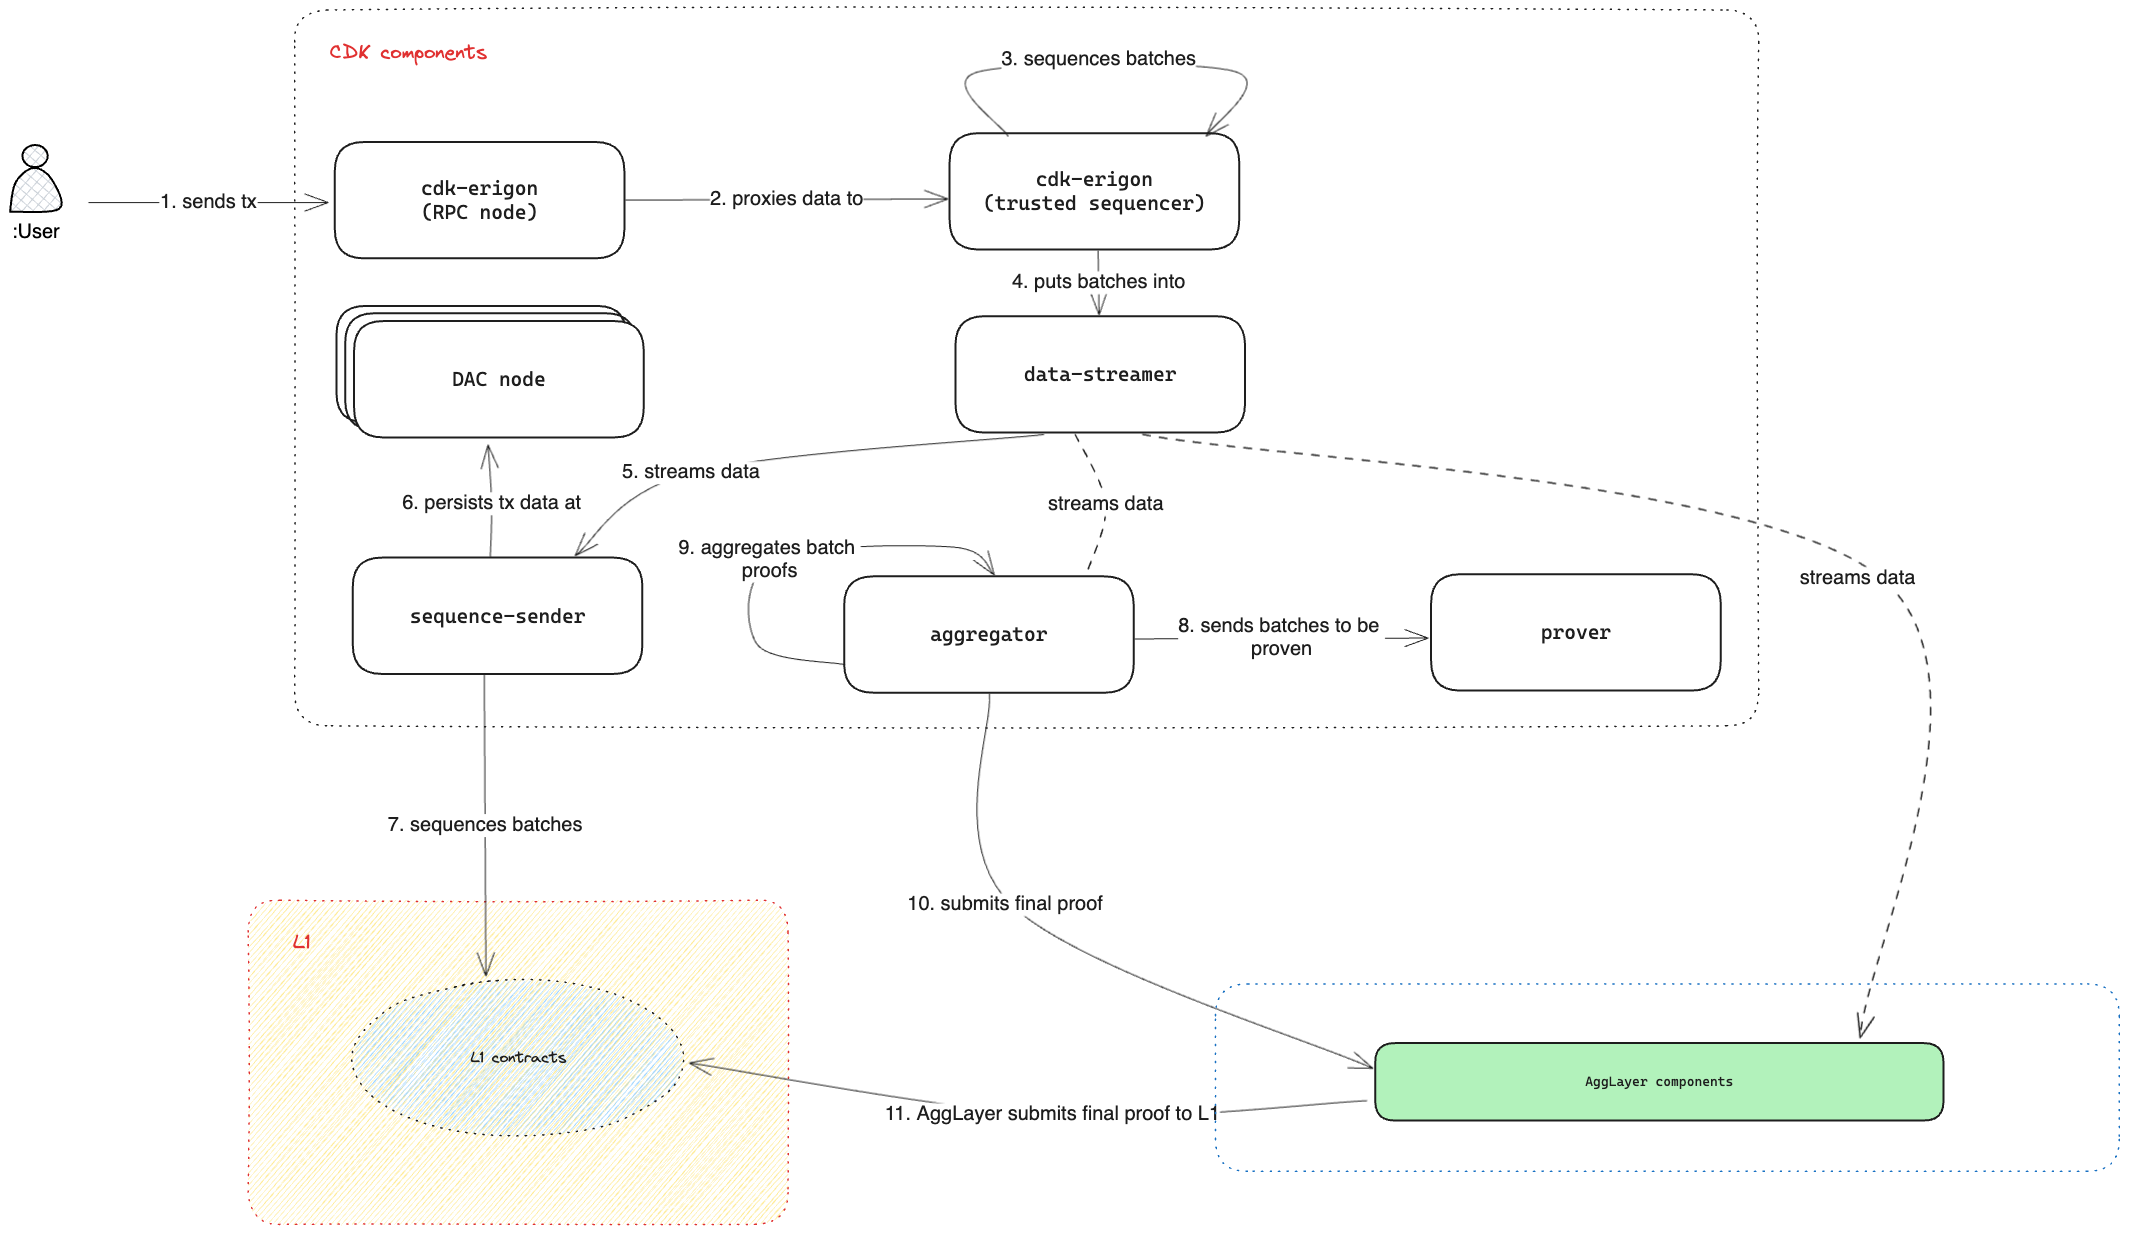 CDK components
3. sequences batches
cdk-erigon
(RPC node)
cdk-erigon
(trusted sequencer)
1. sends tx
2. proxies data to
:User
4. puts batches into
DAC node
data-streamer
5. streams data
6. persists tx data at
streams data
9. aggregates batch
proofs
streams data
sequence-sender
aggregator
8. sends batches to be
proven
prover
7. sequences batches
10. submits final proof
L1
L1 contracts
AggLayer components
11. AggLayer submits final proof to L1